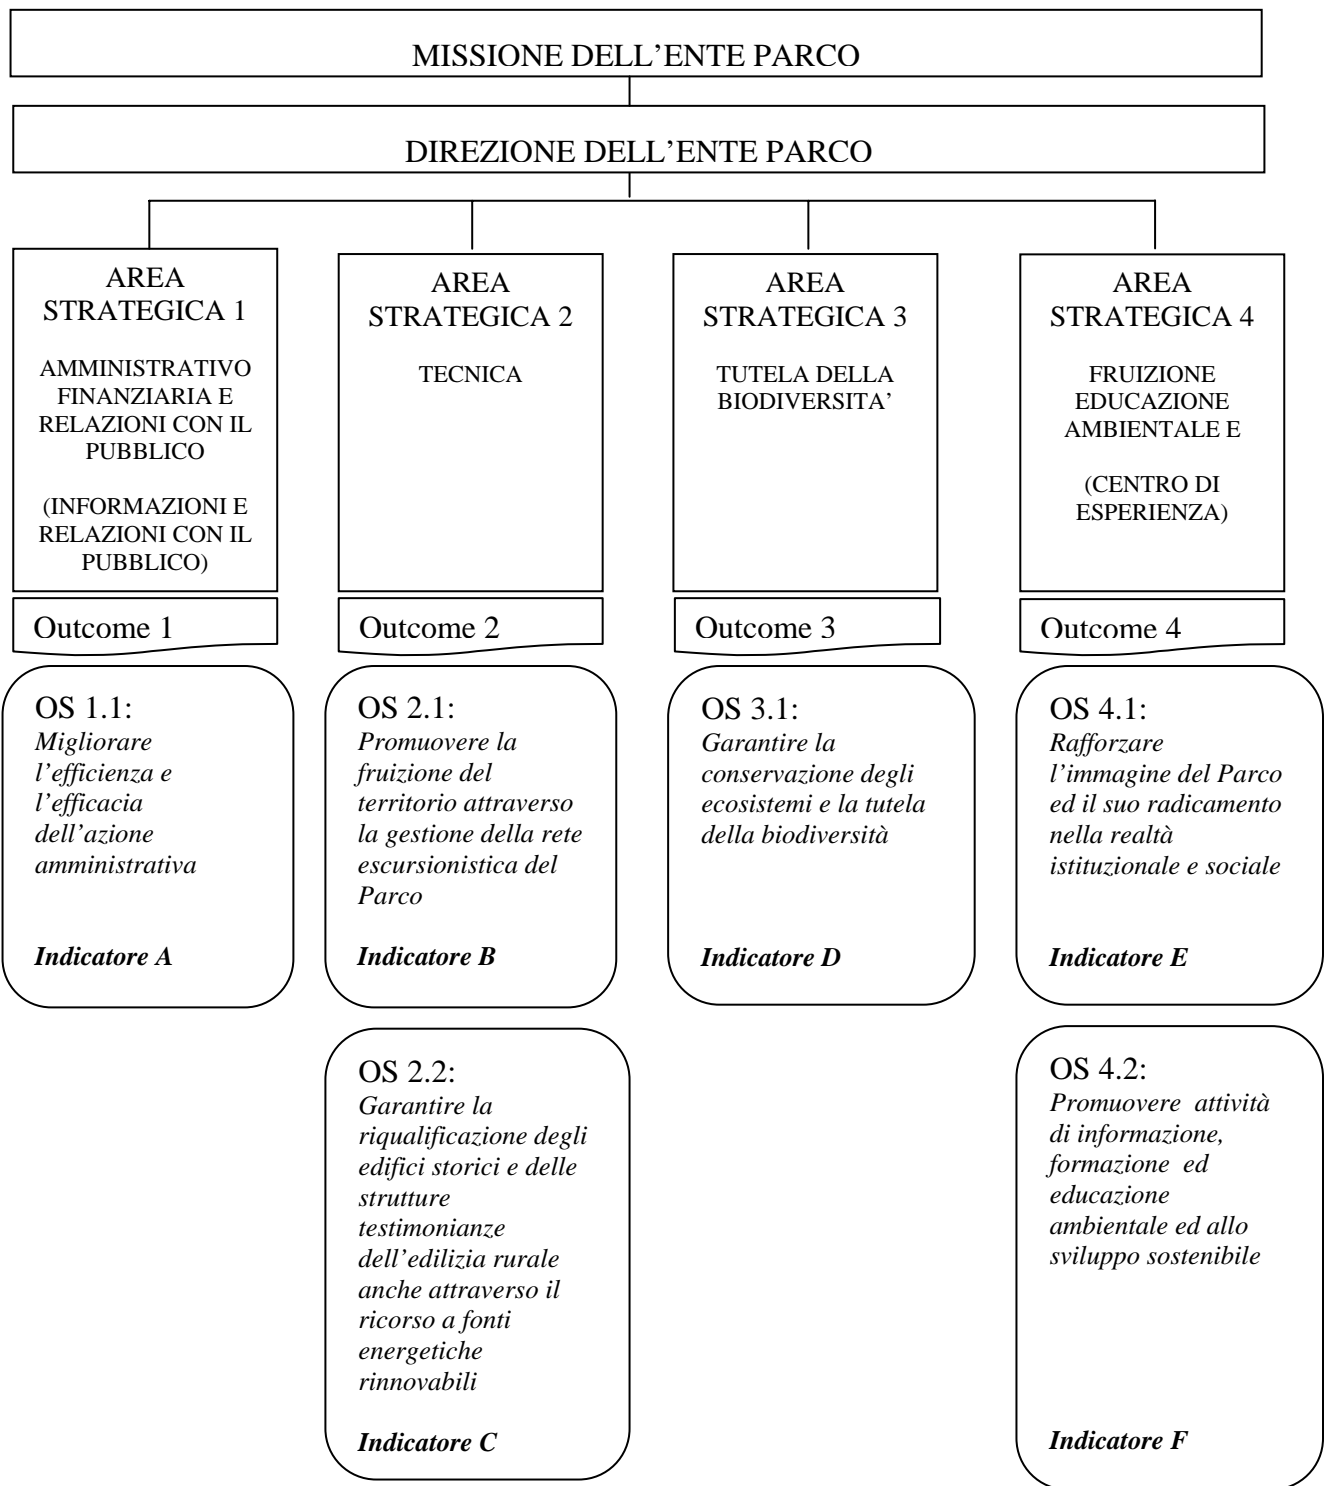 MISSIONE DELL’ENTE PARCO
DIREZIONE DELL’ENTE PARCO
AREA
STRATEGICA 1
AMMINISTRATIVO
FINANZIARIA E
RELAZIONI CON IL
PUBBLICO
(INFORMAZIONI E
RELAZIONI CON IL
PUBBLICO)
AREA
STRATEGICA 2
TECNICA
AREA
STRATEGICA 3
TUTELA DELLA
BIODIVERSITA’
AREA
STRATEGICA 4
FRUIZIONE
EDUCAZIONE
AMBIENTALE E
(CENTRO DI
ESPERIENZA)
Outcome 1
Outcome 2
Outcome 3
Outcome 4
OS 1.1:
Migliorare
l’efficienza e
l’efficacia
dell’azione
amministrativa
Indicatore A
OS 2.1:
Promuovere la
fruizione del
territorio attraverso
la gestione della rete
escursionistica del
Parco
Indicatore B
OS 3.1:
Garantire la
conservazione degli
ecosistemi e la tutela
della biodiversità
Indicatore D
OS 4.1:
Rafforzare
l’immagine del Parco
ed il suo radicamento
nella realtà
istituzionale e sociale
Indicatore E
OS 2.2:
Garantire la
riqualificazione degli
edifici storici e delle
strutture
testimonianze
dell’edilizia rurale
anche attraverso il
ricorso a fonti
energetiche
rinnovabili
Indicatore C
OS 4.2:
Promuovere attività
di informazione,
formazione ed
educazione
ambientale ed allo
sviluppo sostenibile
Indicatore F